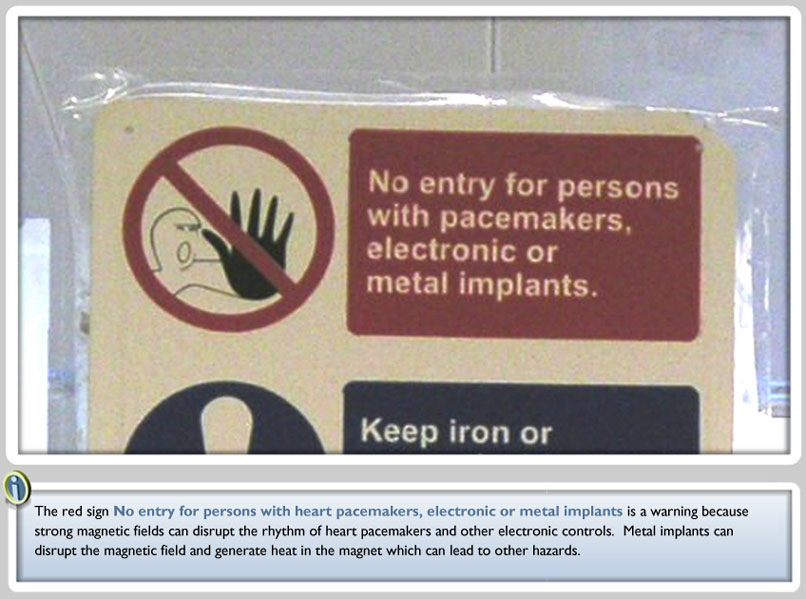 No entry for persons
with pacemakers,
electronic or
metal implants.
Keep iron or
The red sign No entry for persons with heart pacemakers, electronic or metal implants is a warning because
strong magnetic fields can disrupt the rhythm of heart pacemakers and other electronic controls.  Metal implants can
disrupt the magnetic field and generate heat in the magnet which can lead to other hazards.